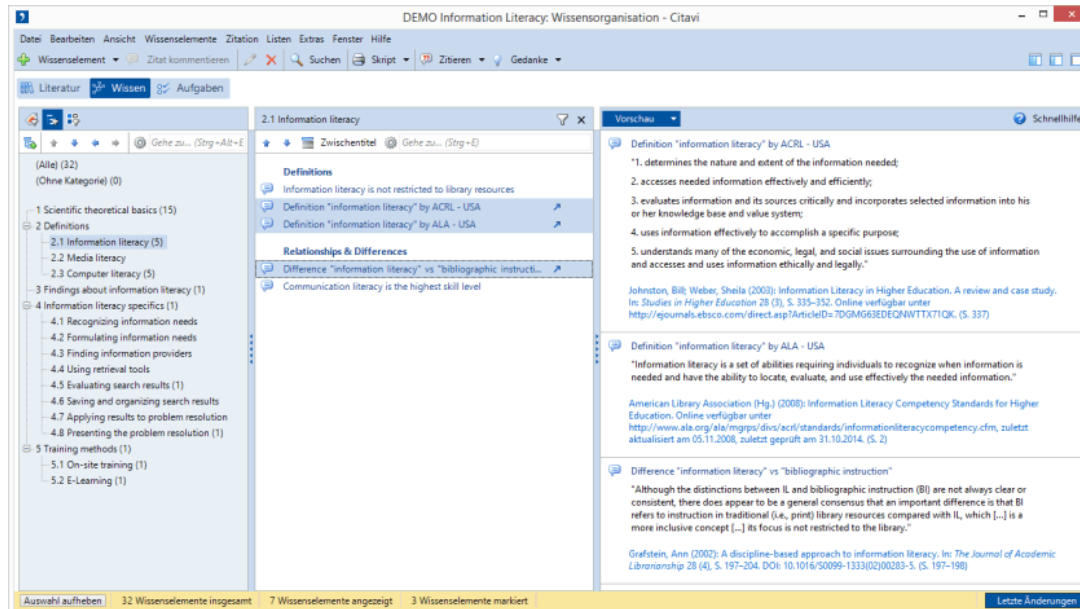 DEMO Information Literacy: Wissensorganisation - Citavi
Datei Bearbeiten Ansicht Wissenselemente Zitation Listen Extras Fenster Hilfe
Wissenselement Zitat kommentieren Suchen Skript Zitieren Gedanke
Literatur Wissen Aufgaben
Gehe zu... (Strg+Alt+E
(Alle) (32)
(Ohne Kategorie) (0)
1 Scientific theoretical basics (15)
2 Definitions
2.1 Information literacy (5)
2.2 Media literacy
2.3 Computer literacy (5)
3 Findings about information literacy (1)
4 Information literacy specifics (1)
4.1 Recognizing information needs
4.2 Formulating information needs
4.3 Finding information providers
4.4 Using retrieval tools
4.5 Evaluating search results (1)
4.6 Saving and organizing search results
4.7 Applying results to problem resolution
4.8 Presenting the problem resolution (1)
5 Training methods (1)
5.1 On-site training (1)
5.2 E-Learning (1)
2.1 Information literacy
Zwischentitel Gehe zu... (Strg+E)
Definitions
Information literacy is not restricted to library resources
Definition "information literacy" by ACRL - USA
Definition "information literacy" by ALA - USA
Relationships & Differences
Difference "information literacy" vs "bibliographic instructi...
Communication literacy is the highest skill level
Vorschau Schnellhilfe
Definition "information literacy" by ACRL - USA
"1. determines the nature and extent of the information needed;
2. accesses needed information effectively and efficiently;
3. evaluates information and its sources critically and incorporates selected information into his
or her knowledge base and value system;
4. uses information effectively to accomplish a specific purpose;
5. understands many of the economic, legal, and social issues surrounding the use of information
and accesses and uses information ethically and legally."
Johnston, Bill; Weber, Sheila (2003): Information Literacy in Higher Education. A review and case study.
In: Studies in Higher Education 28 (3), S. 335–352. Online verfügbar unter
http://ejournals.ebsco.com/direct.asp?ArticleID=7DGMG63EDEQNWTTX71QK. (S. 337)
Definition "information literacy" by ALA - USA
"Information literacy is a set of abilities requiring individuals to recognize when information is
needed and have the ability to locate, evaluate, and use effectively the needed information."
American Library Association (Hg.) (2008): Information Literacy Competency Standards for Higher
Education. Online verfügbar unter
http://www.ala.org/ala/mgrps/divs/acrl/standards/informationliteracycompetency.cfm, zuletzt
aktualisiert am 05.11.2008, zuletzt geprüft am 31.10.2014. (S. 2)
Difference "information literacy" vs "bibliographic instruction"
"Although the distinctions between IL and bibliographic instruction (BI) are not always clear or
consistent, there does appear to be a general consensus that an important difference is that BI
refers to instruction in traditional (i.e., print) library resources compared with IL, which [...] is a
more inclusive concept [...] its focus is not restricted to the library."
Grafstein, Ann (2002): A discipline-based approach to information literacy. In: The Journal of Academic
Librarianship 28 (4), S. 197–204. DOI: 10.1016/S0099-1333(02)00283-5. (S. 197–198)
Auswahl aufheben 32 Wissenselemente insgesamt 7 Wissenselemente angezeigt 3 Wissenselemente markiert Letzte Änderungen